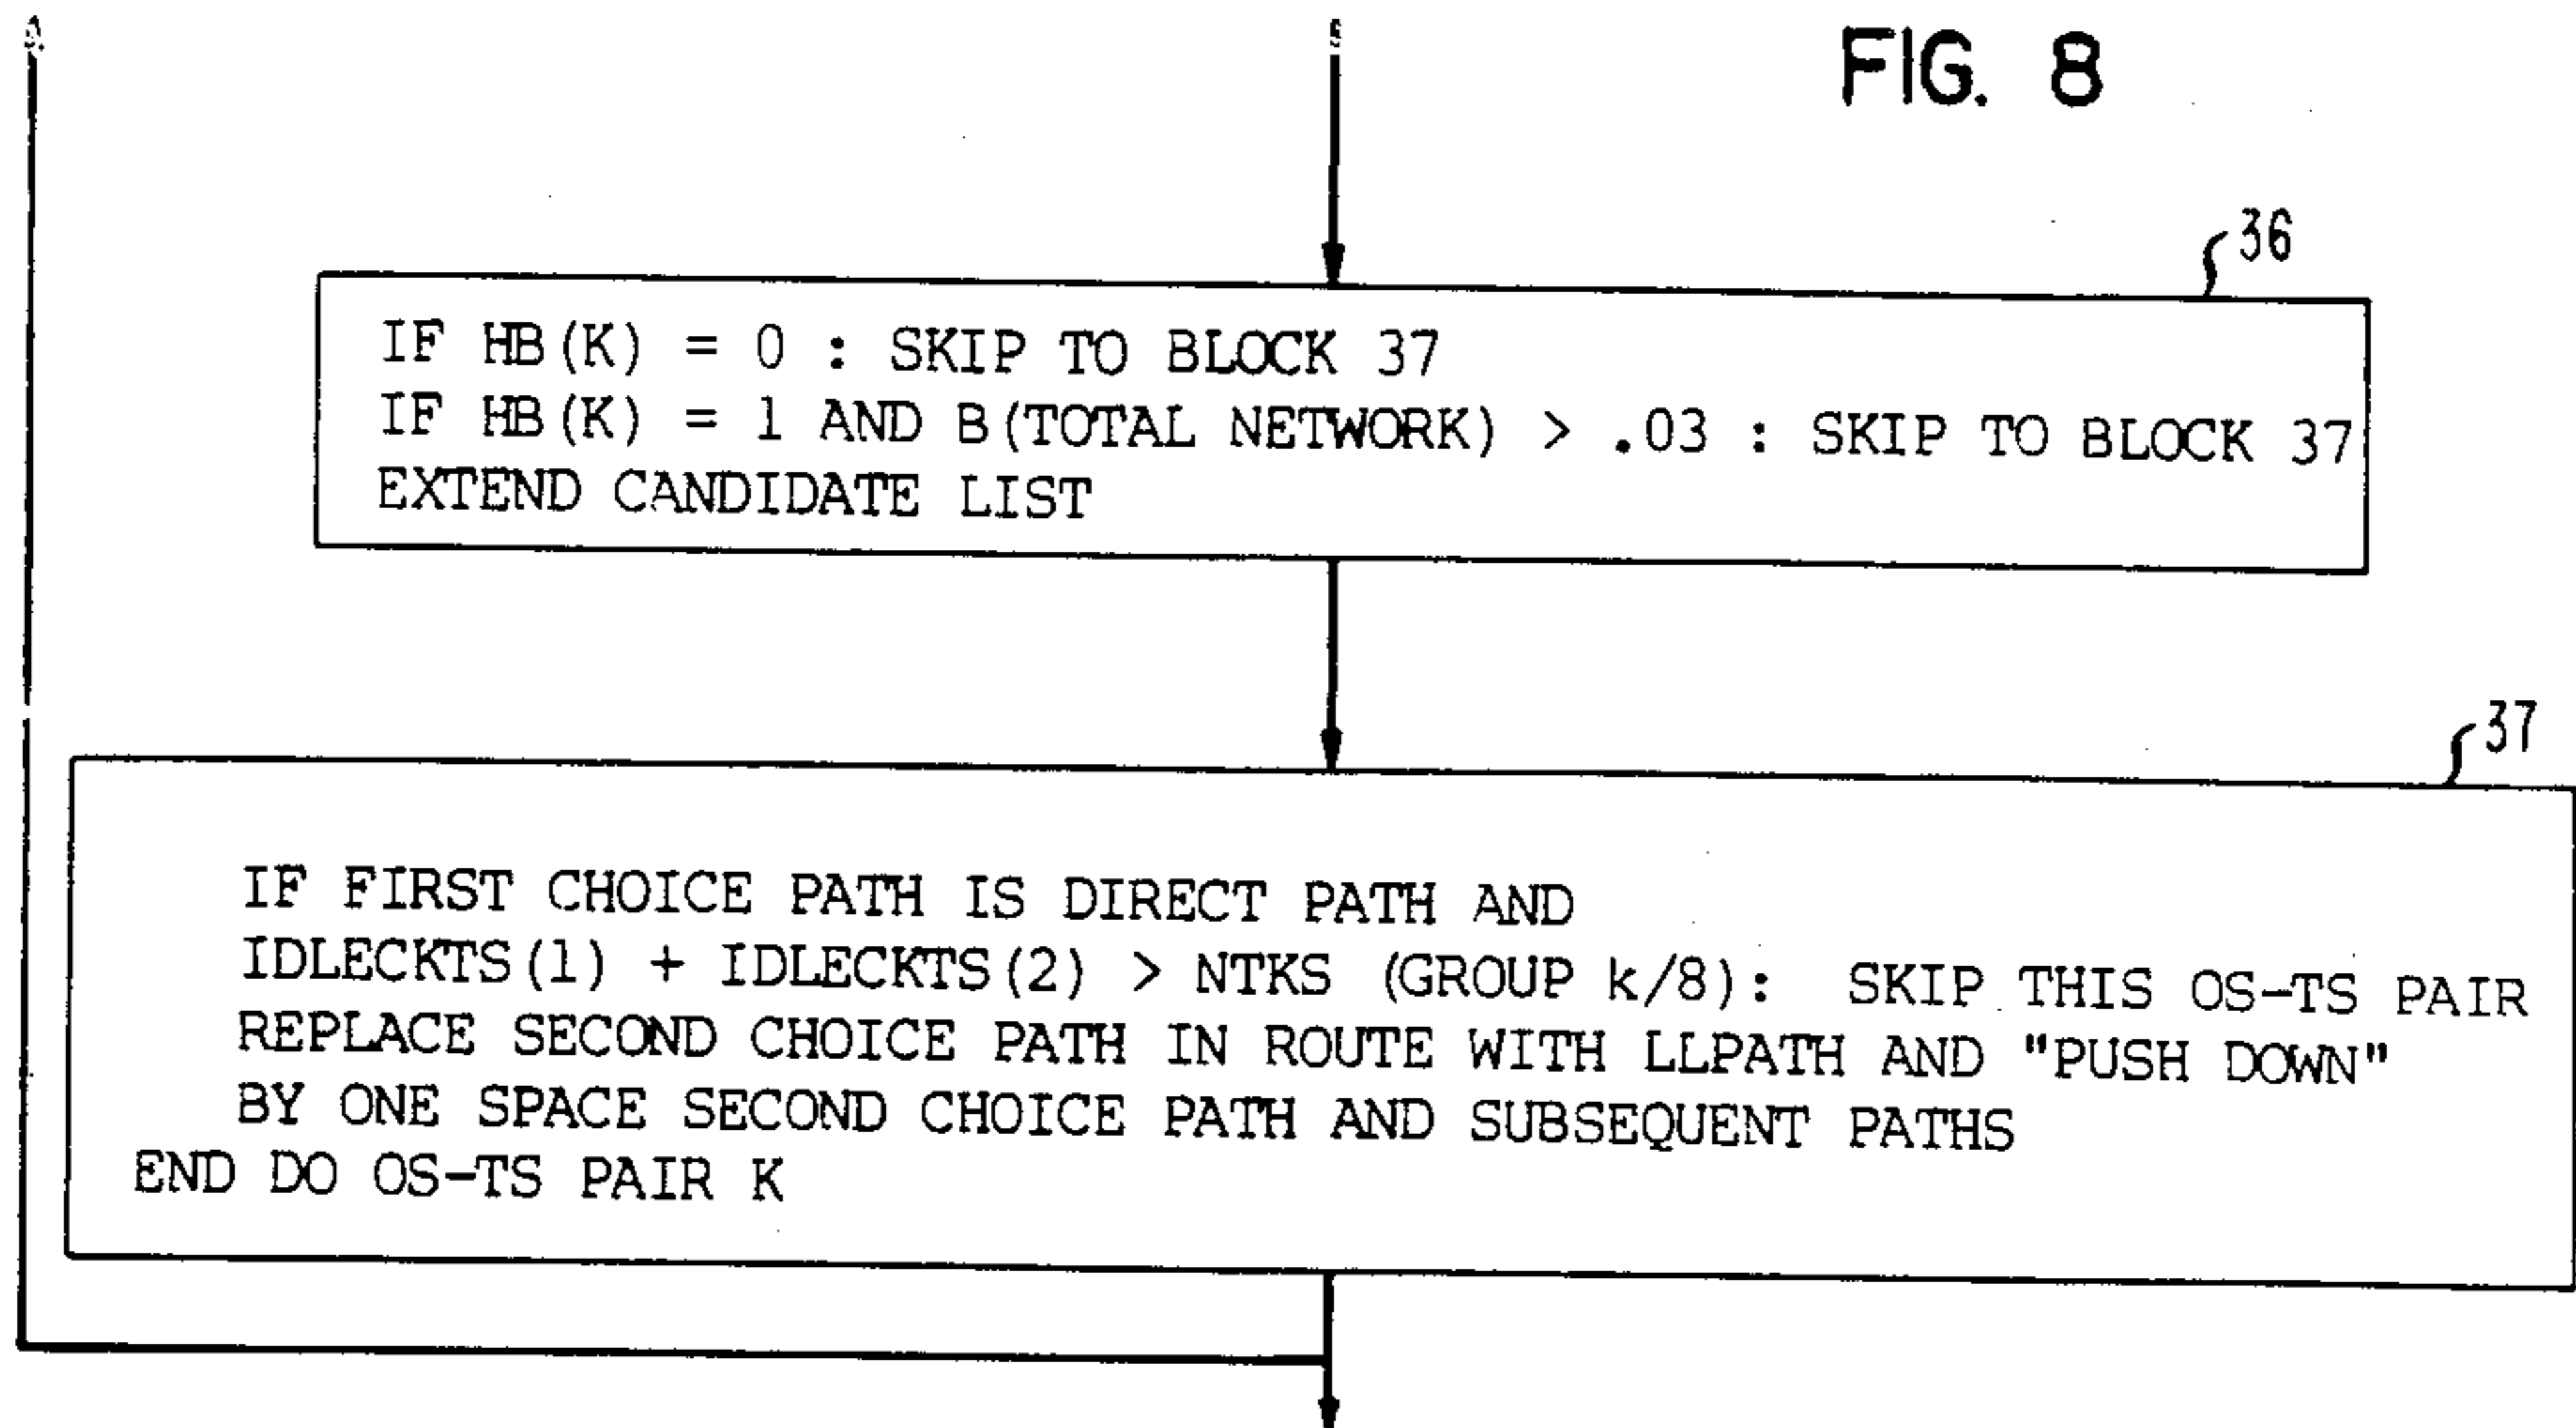 FIG. 8
36
IF HB(K) = 0 : SKIP TO BLOCK 37
IF HB(K) = 1 AND B(TOTAL NETWORK) > .03 : SKIP TO BLOCK 37
EXTEND CANDIDATE LIST
37
IF FIRST CHOICE PATH IS DIRECT PATH AND
IDLECKTS(1) + IDLECKTS(2) > NTKS (GROUP k/8): SKIP THIS OS-TS PAIR
REPLACE SECOND CHOICE PATH IN ROUTE WITH LLPATH AND "PUSH DOWN"
BY ONE SPACE SECOND CHOICE PATH AND SUBSEQUENT PATHS
END DO OS-TS PAIR K